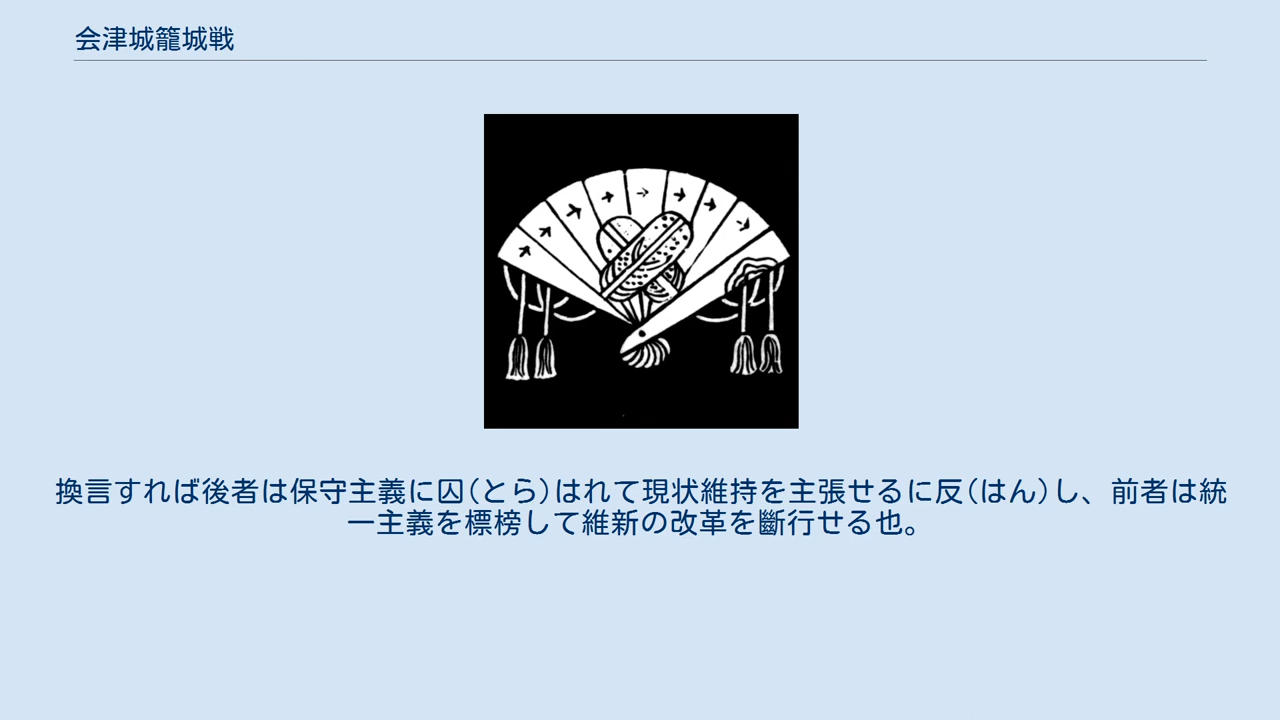 会津城籠城戦
換言すれば後者は保守主義に囚(とら)はれて現状維持を主張せるに反(はん)し、前者は統
一主義を標榜して維新の改革を斷行せる也。